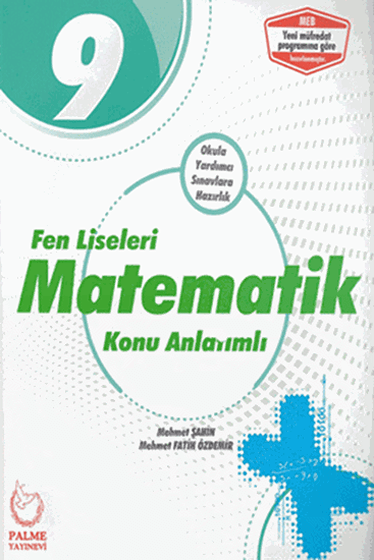 9
MEB
Yeni müfredat
programına göre
hazırlanmıştır.
Okula
Yardımcı
Sınavlara
Hazırlık
Fen Liseleri
Matematik
Konu Anlatımlı
Mehmet ŞAHİN
Mehmet FATİH ÖZDEMİR
PALME
YAYINEVİ